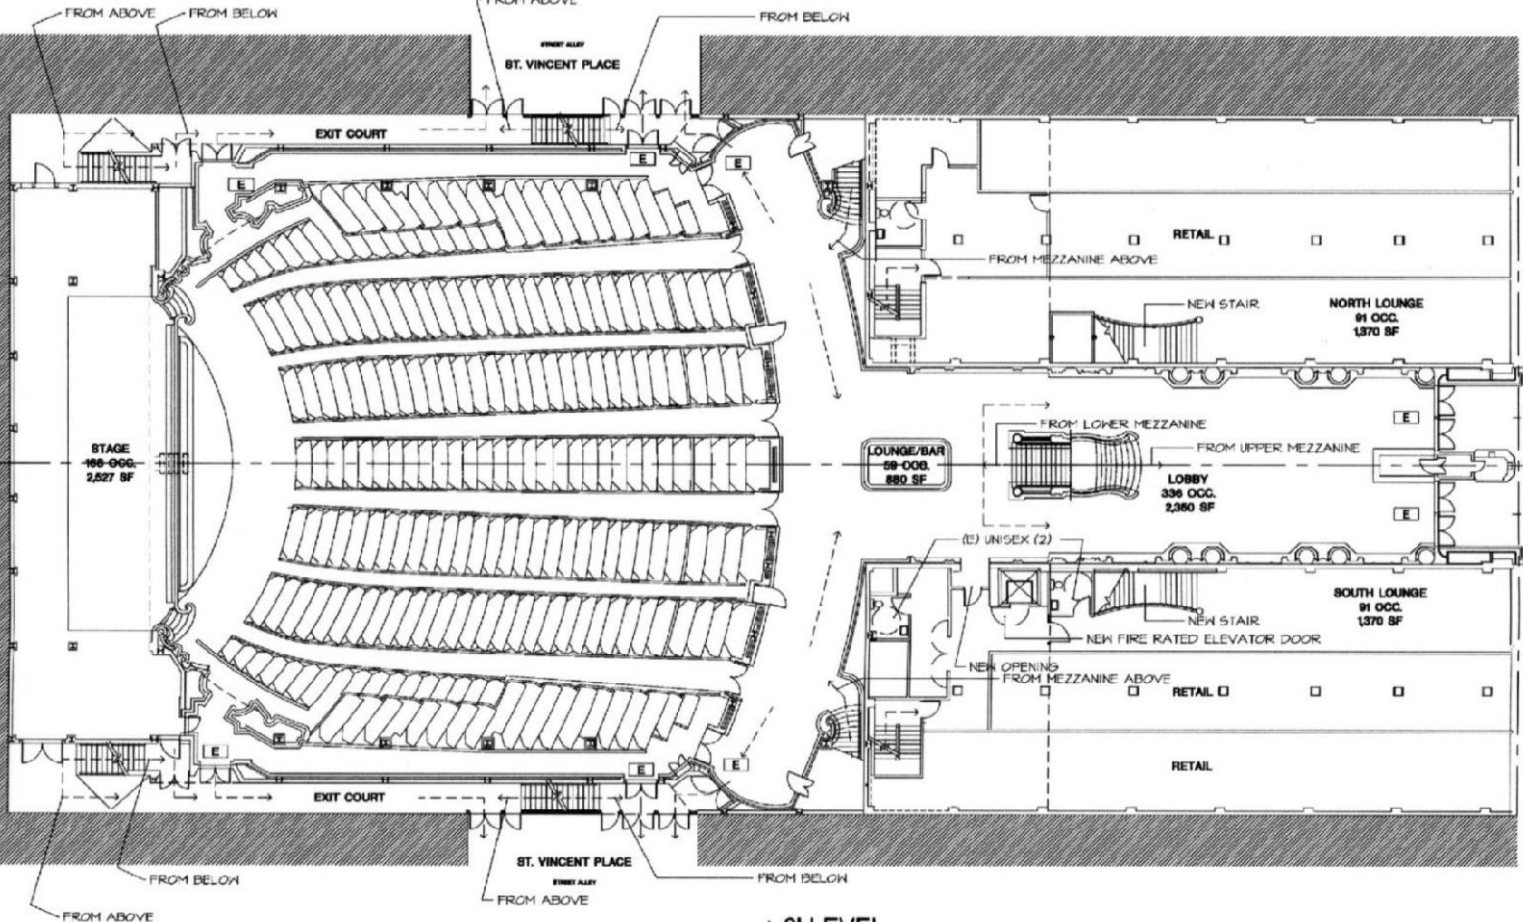 FROM ABOVE
FROM BELOW
FROM ABOVE
FROM BELOW
STREET ALLEY
ST. VINCENT PLACE
EXIT COURT
E
E
E
RETAIL
FROM MEZZANINE ABOVE
NEW STAIR
NORTH LOUNGE
91 OCC.
1,370 SF
E
FROM LOWER MEZZANINE
FROM UPPER MEZZANINE
STAGE
168 OCC.
2,527 SF
LOUNGE/BAR
59 OCC.
880 SF
LOBBY
336 OCC.
2,350 SF
E
(E) UNISEX (2)
SOUTH LOUNGE
91 OCC.
1,370 SF
NEW STAIR
NEW FIRE RATED ELEVATOR DOOR
NEW OPENING
FROM MEZZANINE ABOVE
RETAIL
E
E
E
RETAIL
EXIT COURT
ST. VINCENT PLACE
STREET ALLEY
FROM BELOW
FROM BELOW
FROM ABOVE
FROM ABOVE